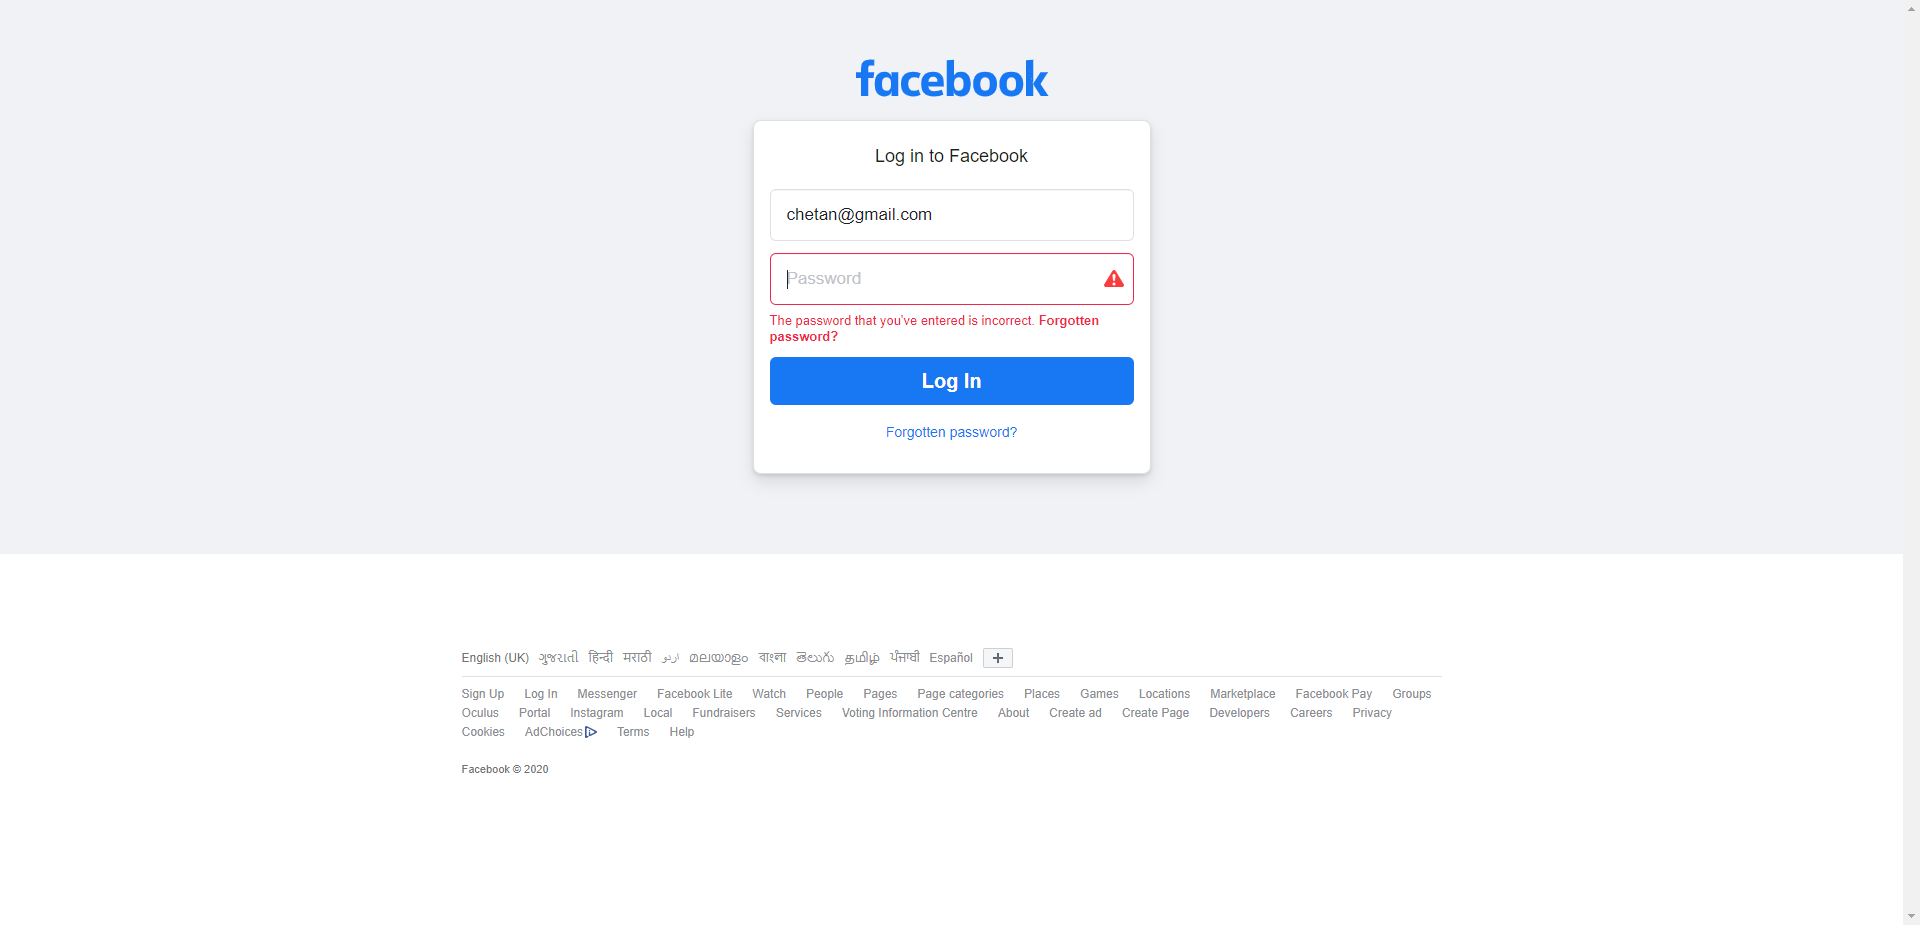 facebook
Log in to Facebook
chetan@gmail.com
Password
The password that you've entered is incorrect. Forgotten
password?
Log In
Forgotten password?
English (UK) ગુજરાતી हिन्दी मराठी اردو മലയാളം বাংলা తెలుగు தமிழ் ਪੰਜਾਬੀ Español +
Sign Up Log In Messenger Facebook Lite Watch People Pages Page categories Places Games Locations Marketplace Facebook Pay Groups
Oculus Portal Instagram Local Fundraisers Services Voting Information Centre About Create ad Create Page Developers Careers Privacy
Cookies AdChoices Terms Help
Facebook © 2020